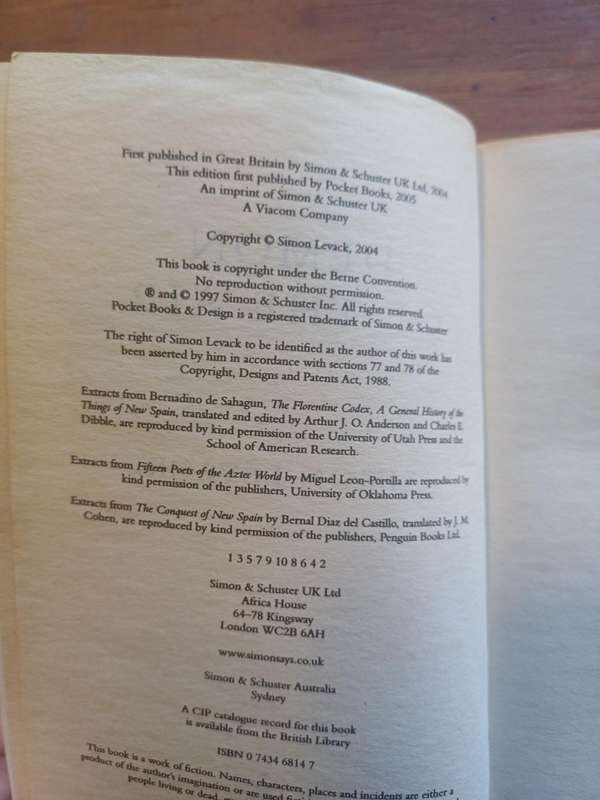 First published in Great Britain by Simon & Schuster UK Ltd, 2004
This edition first published by Pocket Books, 2005
An imprint of Simon & Schuster UK
A Viacom Company
Copyright © Simon Levack, 2004
This book is copyright under the Berne Convention.
No reproduction without permission.
® and © 1997 Simon & Schuster Inc. All rights reserved.
Pocket Books & Design is a registered trademark of Simon & Schuster
The right of Simon Levack to be identified as the author of this work has
been asserted by him in accordance with sections 77 and 78 of the
Copyright, Designs and Patents Act, 1988.
Extracts from Bernadino de Sahagun, The Florentine Codex, A General History of the
Things of New Spain, translated and edited by Arthur J. O. Anderson and Charles E.
Dibble, are reproduced by kind permission of the University of Utah Press and the
School of American Research.
Extracts from Fifteen Poets of the Aztec World by Miguel Leon-Portilla are reproduced by
kind permission of the publishers, University of Oklahoma Press.
Extracts from The Conquest of New Spain by Bernal Diaz del Castillo, translated by J. M.
Cohen, are reproduced by kind permission of the publishers, Penguin Books Ltd.
1 3 5 7 9 10 8 6 4 2
Simon & Schuster UK Ltd
Africa House
64–78 Kingsway
London WC2B 6AH
www.simonsays.co.uk
Simon & Schuster Australia
Sydney
A CIP catalogue record for this book
is available from the British Library
ISBN 0 7434 6814 7
This book is a work of fiction. Names, characters, places and incidents are either a
product of the author's imagination or are used
people living or dead,